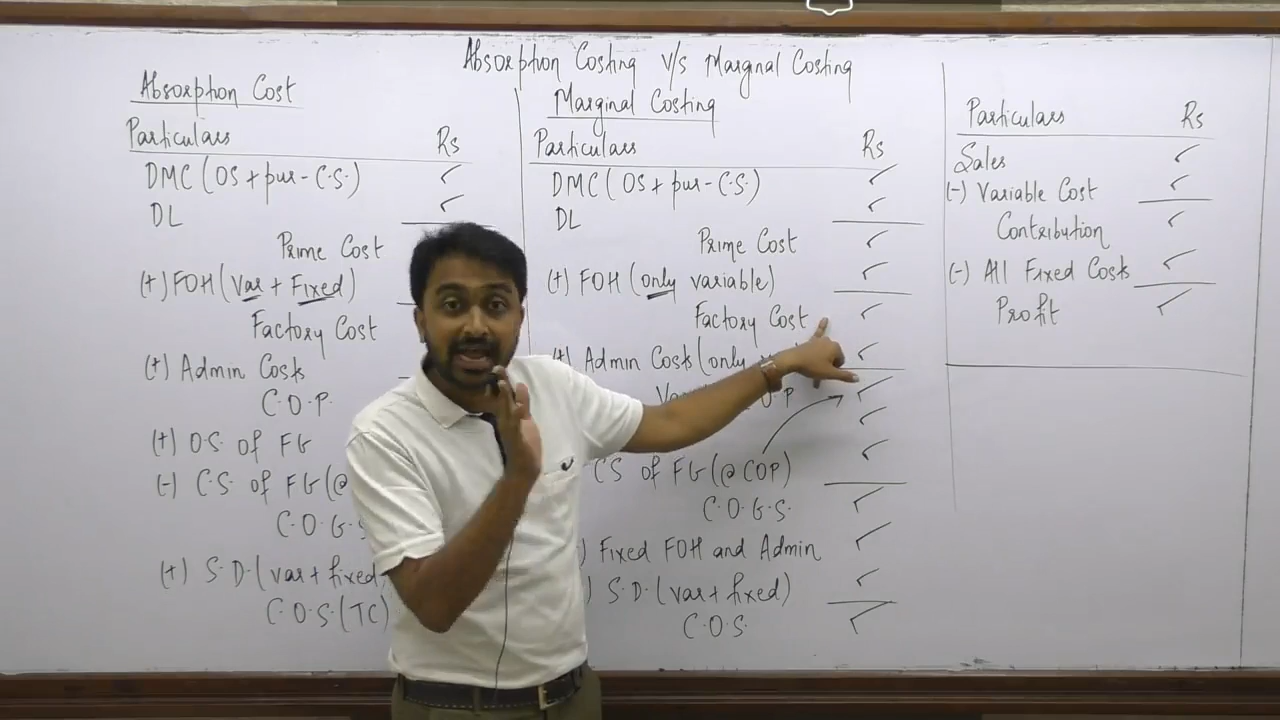 Absorption Costing v/s Marginal Costing
Absorption Cost
Particulars Rs
DMC (OS + pur - C.S.)
DL
Prime Cost
(+) FOH (Var + Fixed)
Factory Cost
(+) Admin Costs
C.O.P.
(+) O.S. of FG
(-) C.S. of FG (@
C.O.G.S
(+) S.D. (var + fixed
C.O.S. (TC)
Marginal Costing
Particulars Rs
DMC (OS + pur - C.S.)
DL
Prime Cost
(+) FOH (only variable)
Factory Cost
(+) Admin Costs (only
O.P
CS of FG (@ COP)
C.O.G.S.
) Fixed FOH and Admin
) S.D. (var + fixed)
C.O.S.
Particulars Rs
Sales
(-) Variable Cost
Contribution
(-) All Fixed Costs
Profit